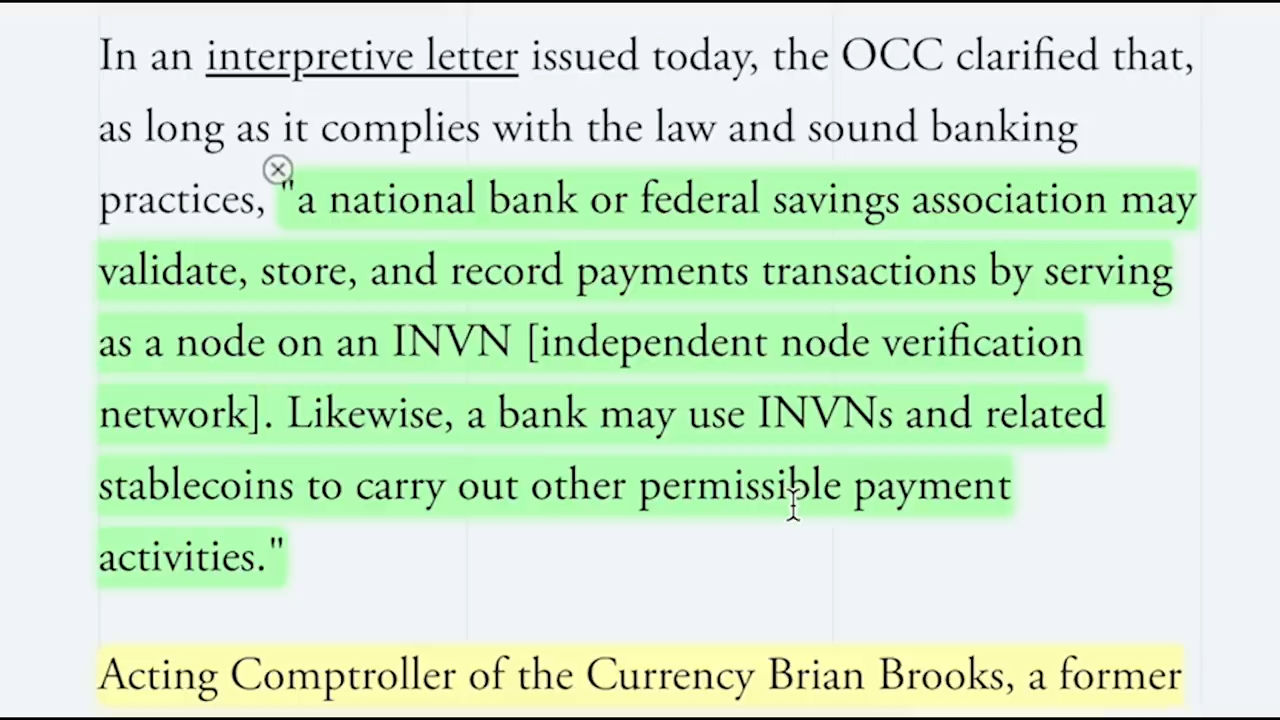 In an interpretive letter issued today, the OCC clarified that,
as long as it complies with the law and sound banking
practices, "a national bank or federal savings association may
validate, store, and record payments transactions by serving
as a node on an INVN [independent node verification
network]. Likewise, a bank may use INVNs and related
stablecoins to carry out other permissible payment
activities."
Acting Comptroller of the Currency Brian Brooks, a former